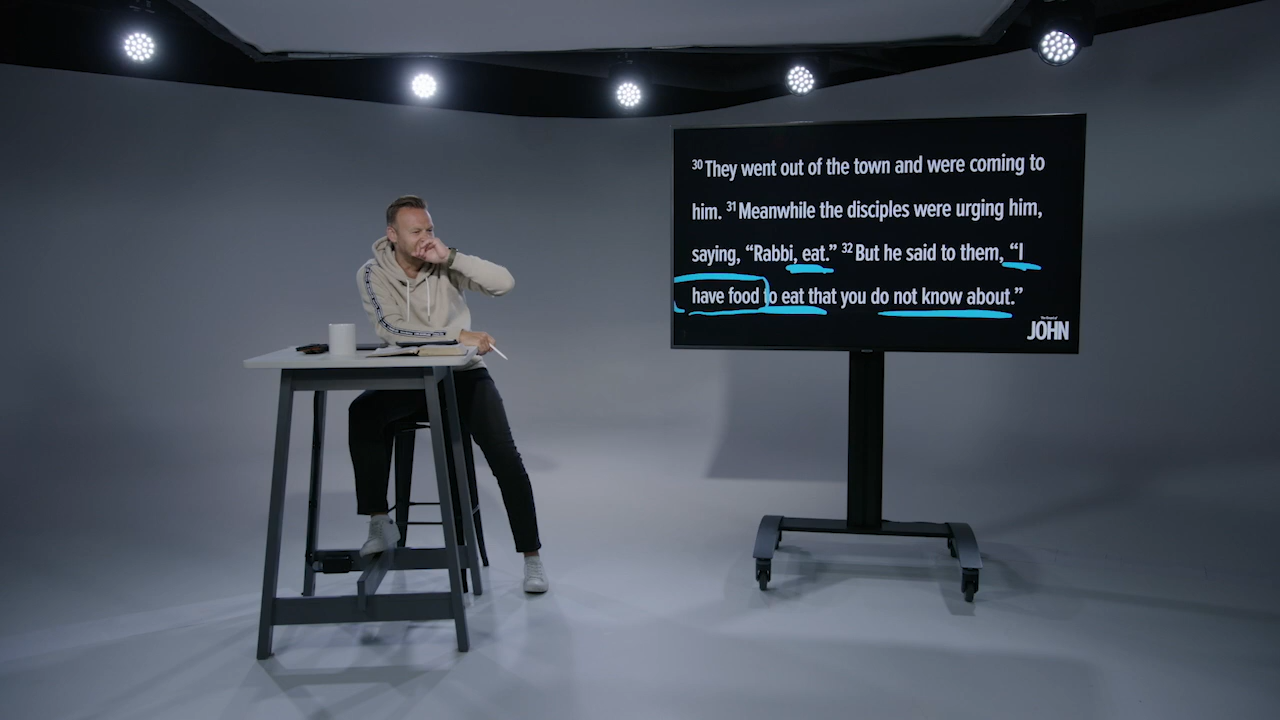 30 They went out of the town and were coming to
him. 31 Meanwhile the disciples were urging him,
saying, “Rabbi, eat.” 32 But he said to them, “I
have food to eat that you do not know about.”
JOHN